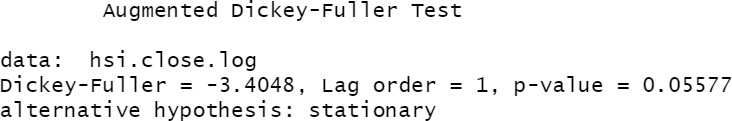 Augmented Dickey-Fuller Test
data:  hsi.close.log
Dickey-Fuller = -3.4048, Lag order = 1, p-value = 0.05577
alternative hypothesis: stationary